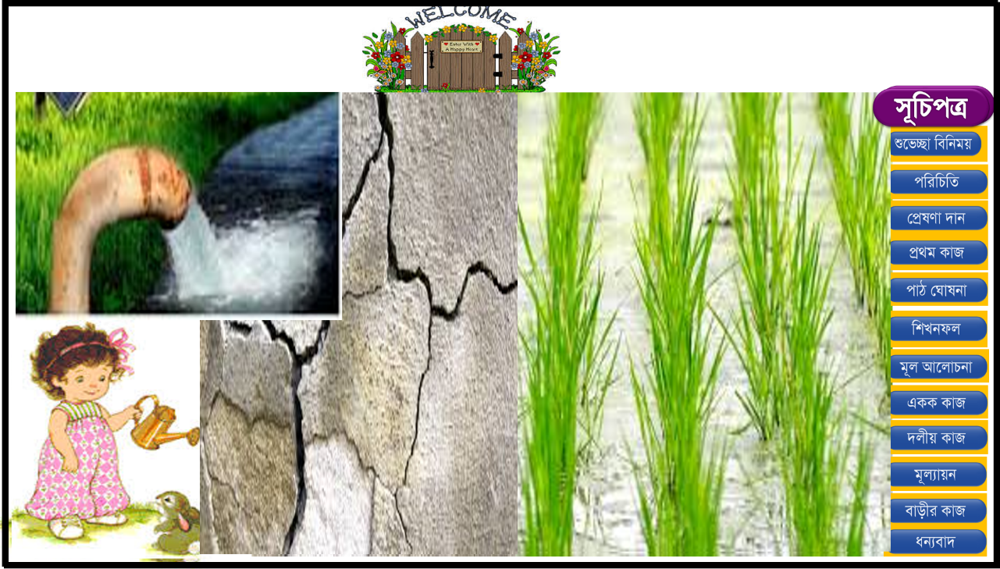 WELCOME
Enter With
A Happy Heart
সূচিপত্র
শুভেচ্ছা বিনিময়
পরিচিতি
প্রেষণা দান
প্রথম কাজ
পাঠ ঘোষনা
শিখনফল
মূল আলোচনা
একক কাজ
দলীয় কাজ
মূল্যায়ন
বাড়ীর কাজ
ধন্যবাদ